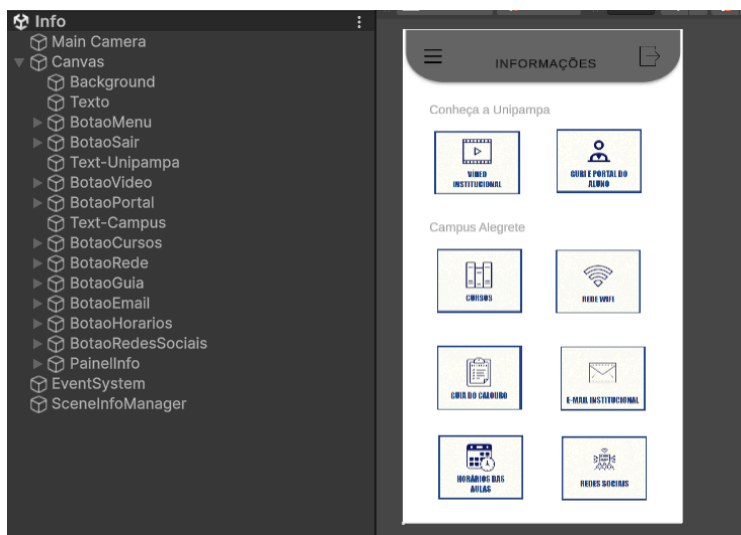 Info
Main Camera
Canvas
Background
Texto
BotaoMenu
BotaoSair
Text-Unipampa
BotaoVideo
BotaoPortal
Text-Campus
BotaoCursos
BotaoRede
BotaoGuia
BotaoEmail
BotaoHorarios
BotaoRedesSociais
PainelInfo
EventSystem
SceneInfoManager
INFORMAÇÕES
Conheça a Unipampa
VÍDEO
INSTITUCIONAL
GURI E PORTAL DO
ALUNO
Campus Alegrete
CURSOS
REDE WIFI
GUIA DO CALOURO
E-MAIL INSTITUCIONAL
HORÁRIOS DAS
AULAS
REDES SOCIAIS